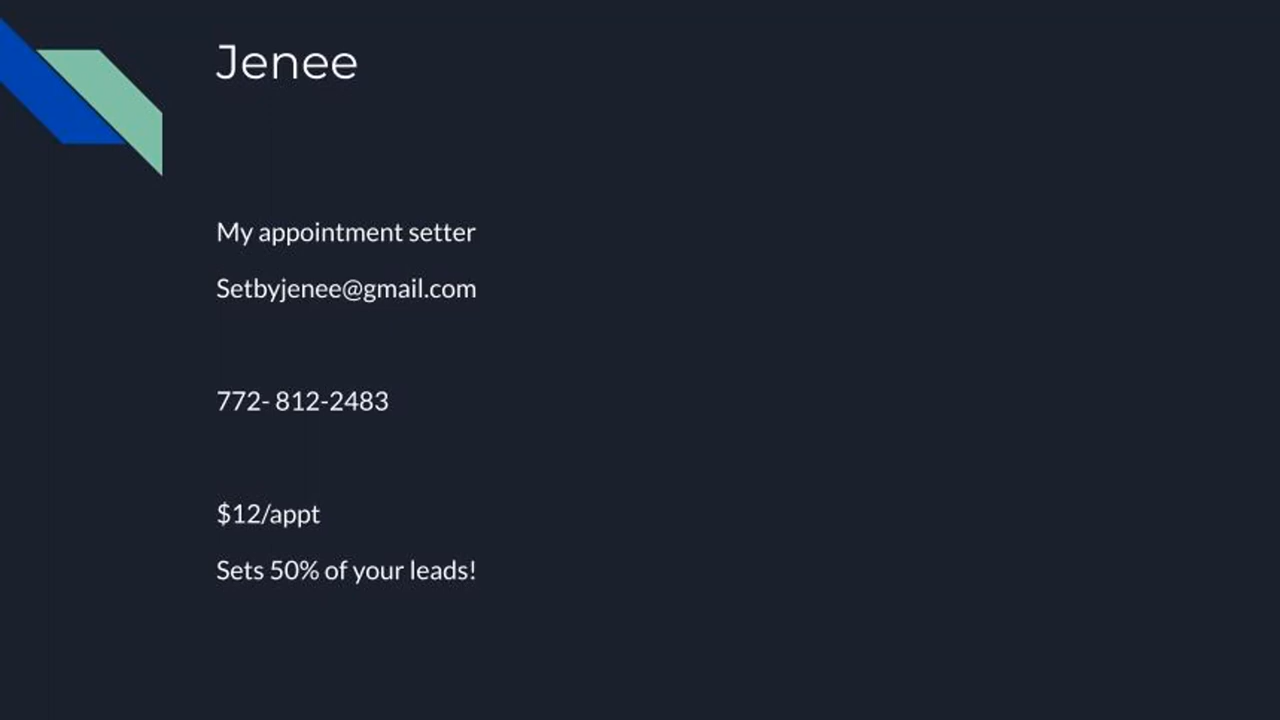 Jenee
My appointment setter
Setbyjenee@gmail.com
772- 812-2483
$12/appt
Sets 50% of your leads!